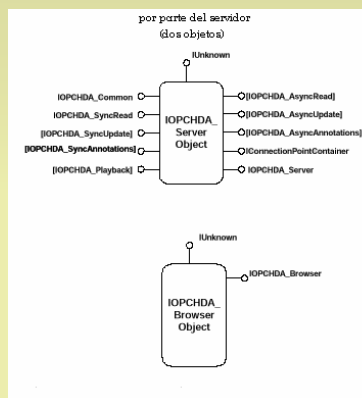 por parte del servidor
(dos objetos)
IUnknown
IOPCHDA_Common
IOPCHDA_SyncRead
[IOPCHDA_SyncUpdate]
[IOPCHDA_SyncAnnotations]
[IOPCHDA_Playback]
IOPCHDA_
Server
Object
[IOPCHDA_AsyncRead]
[IOPCHDA_AsyncUpdate]
[IOPCHDA_AsyncAnnotations]
IConnectionPointContainer
IOPCHDA_Server
IUnknown
IOPCHDA_Browser
IOPCHDA_
Browser
Object